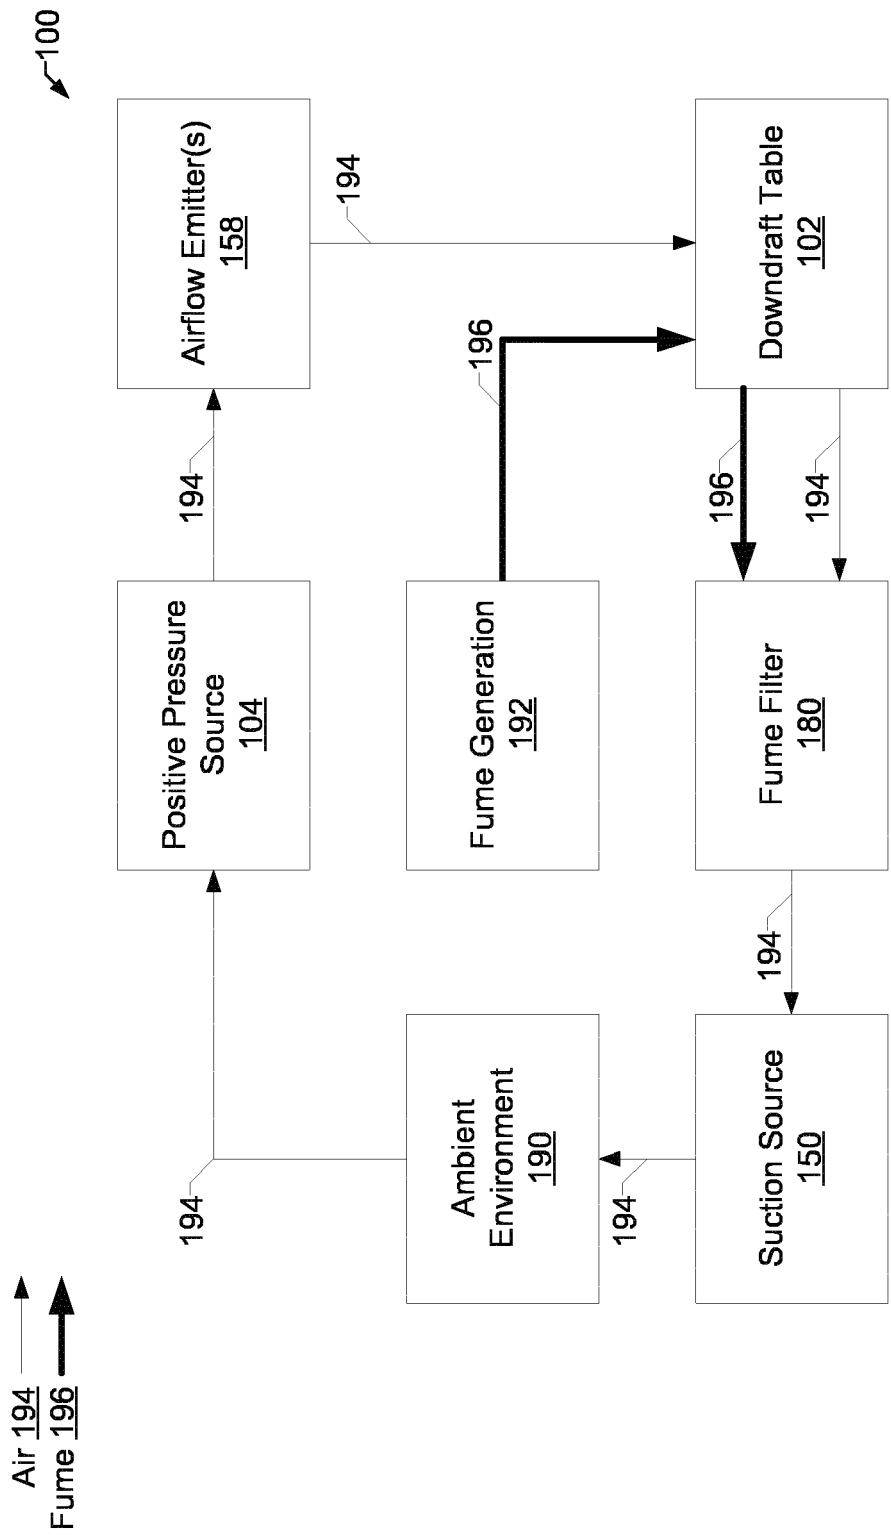 Air 194
Fume 196
100
194
Positive Pressure
Source
104
194
Airflow Emitter(s)
158
Ambient
Environment
190
Fume Generation
192
196
194
194
Suction Source
150
194
Fume Filter
180
196
194
Downdraft Table
102